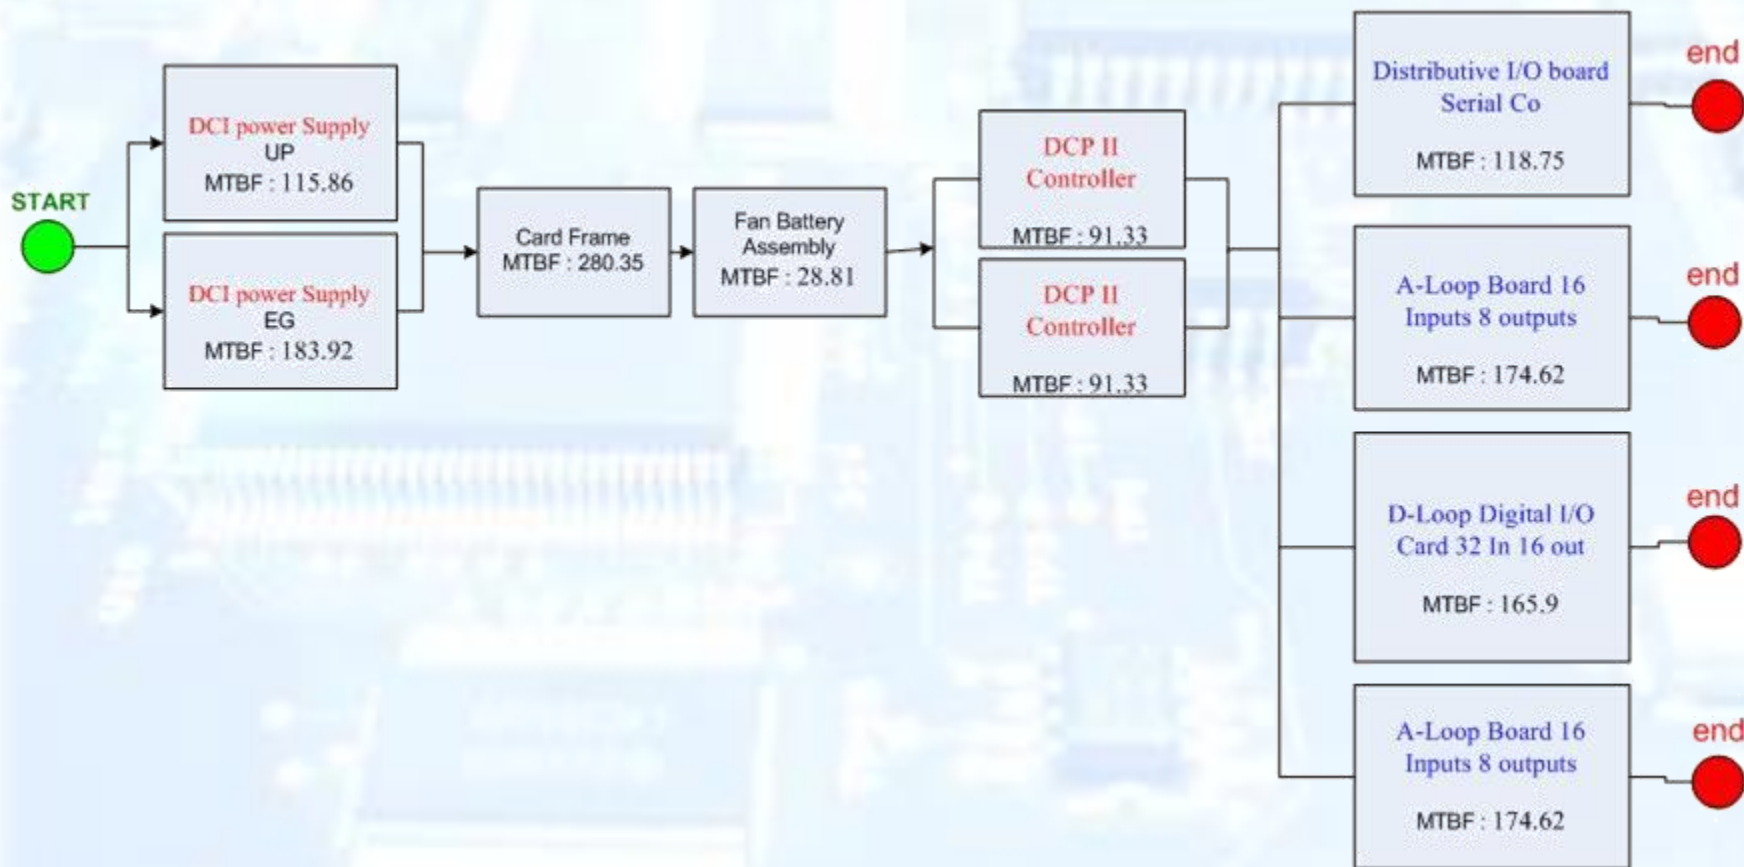 START
DCI power Supply
UP
MTBF : 115.86
DCI power Supply
EG
MTBF : 183.92
Card Frame
MTBF : 280.35
Fan Battery
Assembly
MTBF : 28.81
DCP II
Controller
MTBF : 91.33
DCP II
Controller
MTBF : 91.33
Distributive I/O board
Serial Co
MTBF : 118.75
end
A-Loop Board 16
Inputs 8 outputs
MTBF : 174.62
end
D-Loop Digital I/O
Card 32 In 16 out
MTBF : 165.9
end
A-Loop Board 16
Inputs 8 outputs
MTBF : 174.62
end